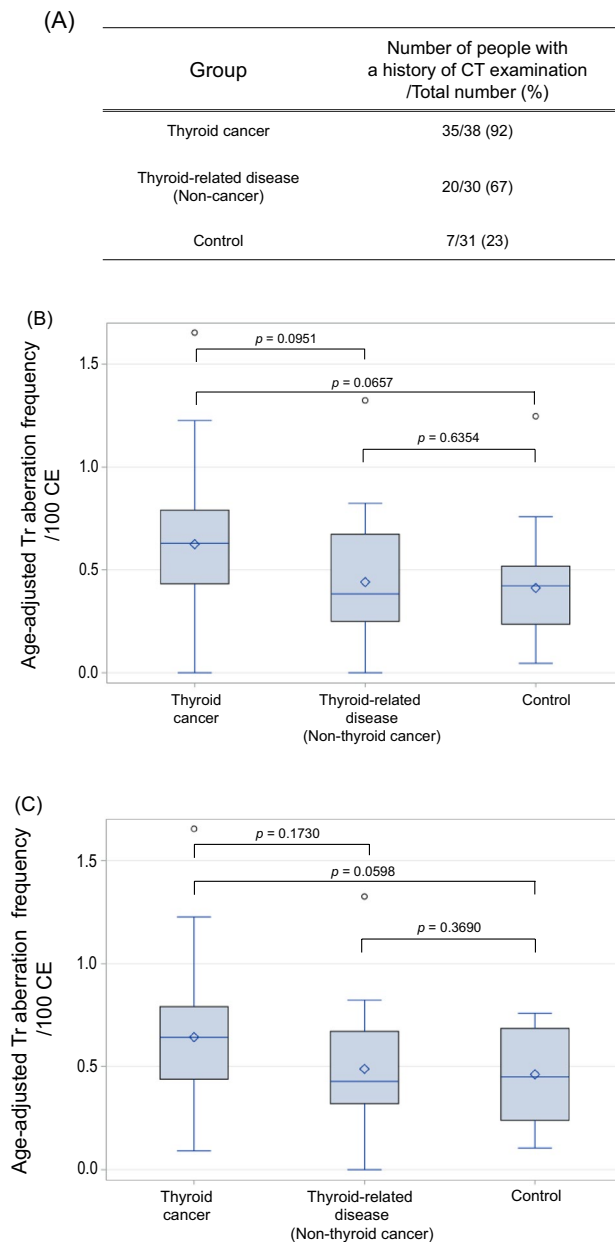 (A)
Group
Number of people with
a history of CT examination
/Total number (%)
Thyroid cancer
35/38 (92)
Thyroid-related disease
(Non-cancer)
20/30 (67)
Control
7/31 (23)
(B)
Age-adjusted Tr aberration frequency
/100 CE
1.5
1.0
0.5
0.0
p = 0.0951
p = 0.0657
p = 0.6354
Thyroid
cancer
Thyroid-related
disease
(Non-thyroid cancer)
Control
(C)
Age-adjusted Tr aberration frequency
/100 CE
1.5
1.0
0.5
0.0
p = 0.1730
p = 0.0598
p = 0.3690
Thyroid
cancer
Thyroid-related
disease
(Non-thyroid cancer)
Control